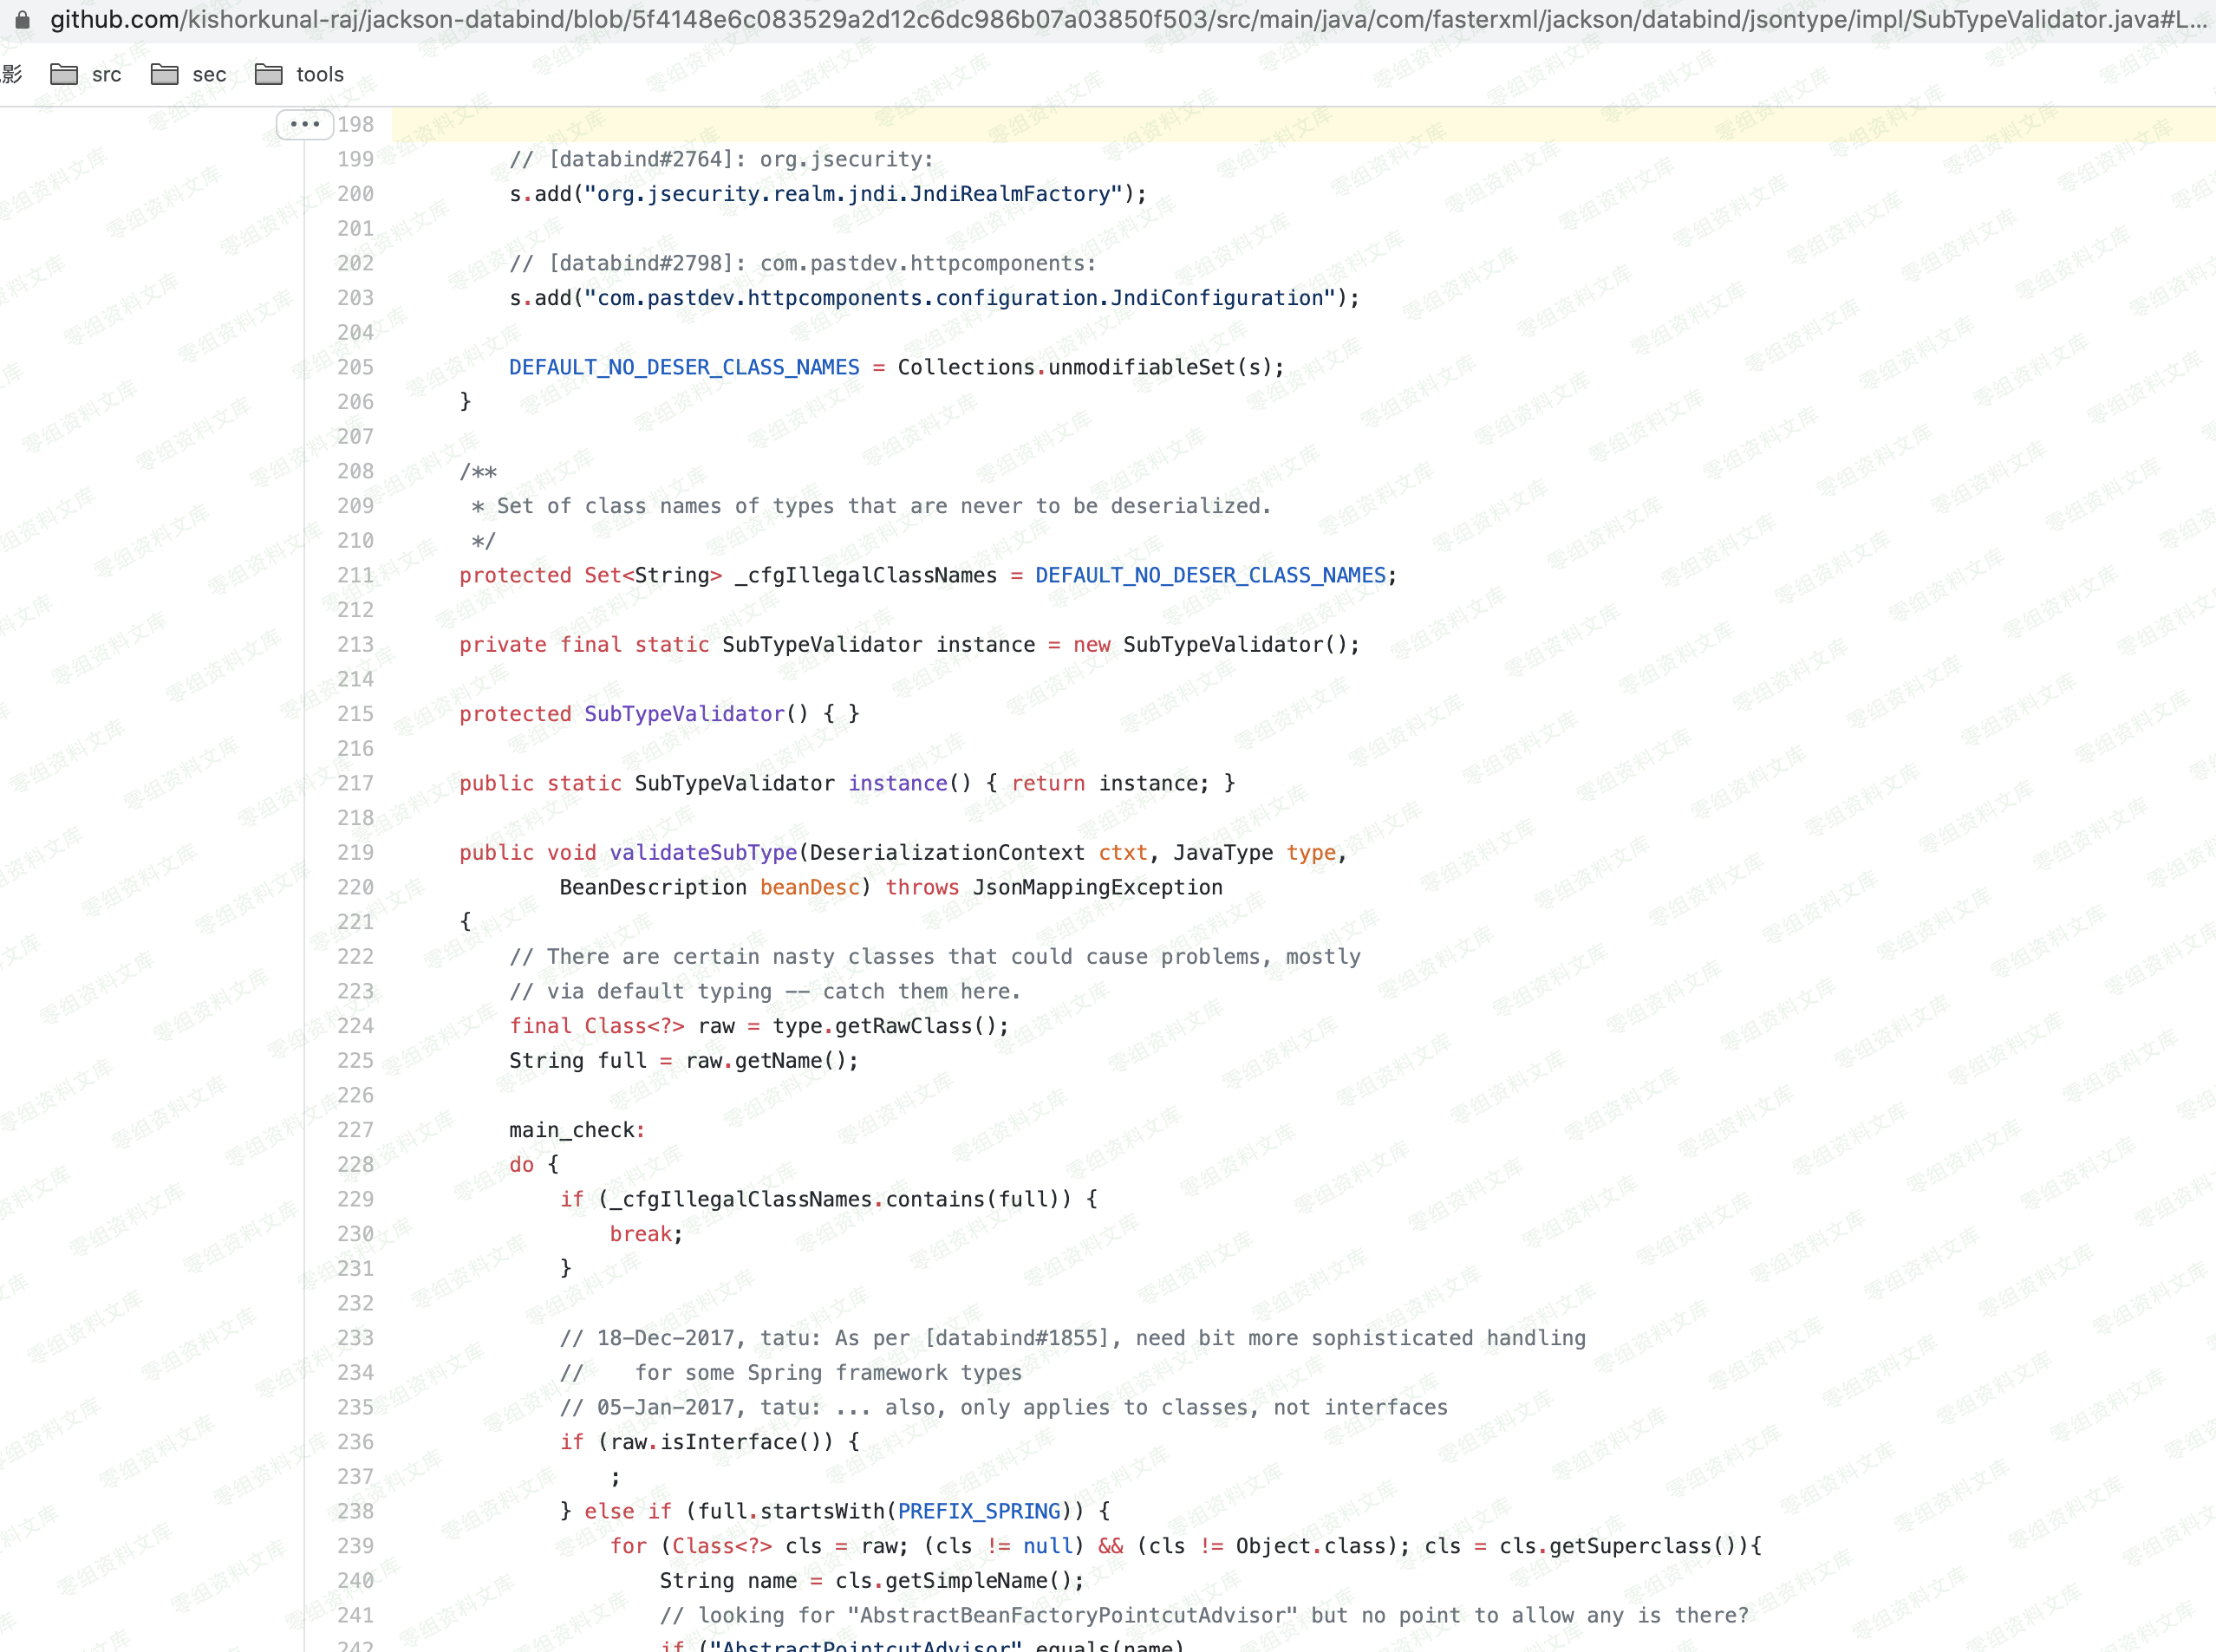 github.com/kishorkunal-raj/jackson-databind/blob/5f4148e6c083529a2d12c6dc986b07a03850f503/src/main/java/com/fasterxml/jackson/databind/jsontype/impl/SubTypeValidator.java#L...
影 src sec tools
198
199 // [databind#2764]: org.jsecurity:
200 s.add("org.jsecurity.realm.jndi.JndiRealmFactory");
201
202 // [databind#2798]: com.pastdev.httpcomponents:
203 s.add("com.pastdev.httpcomponents.configuration.JndiConfiguration");
204
205 DEFAULT_NO_DESER_CLASS_NAMES = Collections.unmodifiableSet(s);
206 }
207
208 /**
209 * Set of class names of types that are never to be deserialized.
210 */
211 protected Set<String> _cfgIllegalClassNames = DEFAULT_NO_DESER_CLASS_NAMES;
212
213 private final static SubTypeValidator instance = new SubTypeValidator();
214
215 protected SubTypeValidator() { }
216
217 public static SubTypeValidator instance() { return instance; }
218
219 public void validateSubType(DeserializationContext ctxt, JavaType type,
220 BeanDescription beanDesc) throws JsonMappingException
221 {
222 // There are certain nasty classes that could cause problems, mostly
223 // via default typing -- catch them here.
224 final Class<?> raw = type.getRawClass();
225 String full = raw.getName();
226
227 main_check:
228 do {
229 if (_cfgIllegalClassNames.contains(full)) {
230 break;
231 }
232
233 // 18-Dec-2017, tatu: As per [databind#1855], need bit more sophisticated handling
234 // for some Spring framework types
235 // 05-Jan-2017, tatu: ... also, only applies to classes, not interfaces
236 if (raw.isInterface()) {
237 ;
238 } else if (full.startsWith(PREFIX_SPRING)) {
239 for (Class<?> cls = raw; (cls != null) && (cls != Object.class); cls = cls.getSuperclass()){
240 String name = cls.getSimpleName();
241 // looking for "AbstractBeanFactoryPointcutAdvisor" but no point to allow any is there?
242 if ("AbstractPointcutAdvisor".equals(name)
零组资料文库